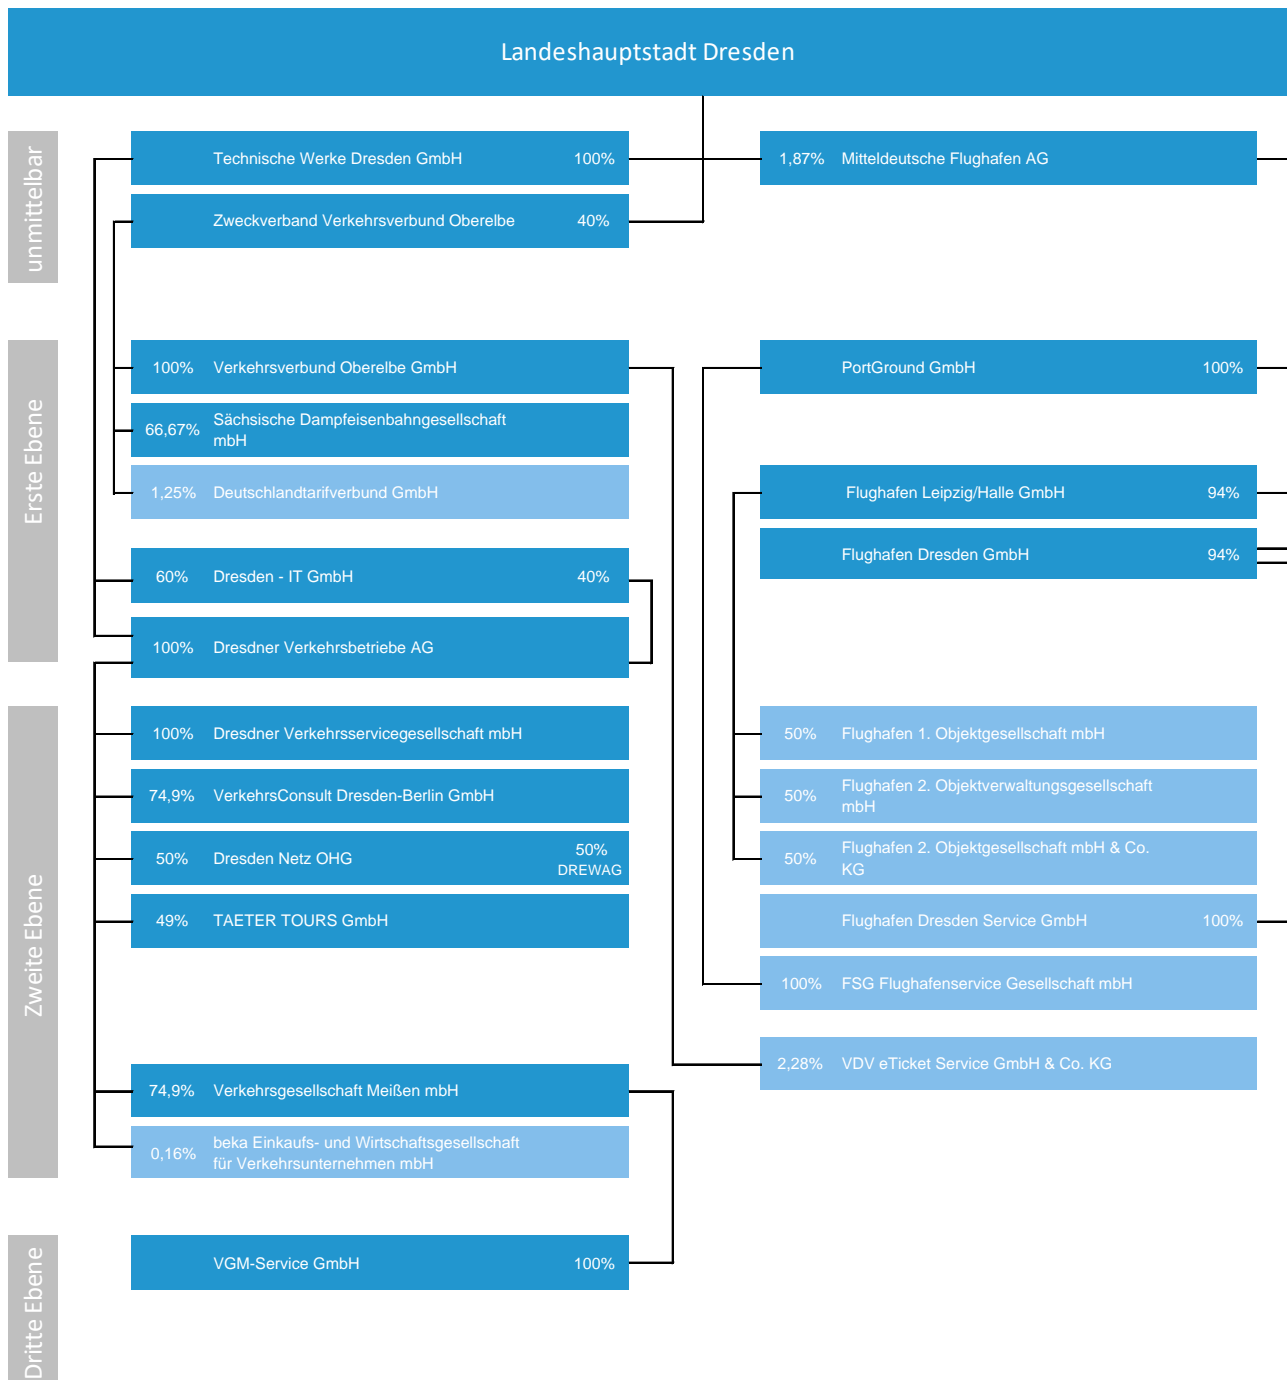 Landeshauptstadt Dresden
unmittelbar
Technische Werke Dresden GmbH 100%
1,87% Mitteldeutsche Flughafen AG
Zweckverband Verkehrsverbund Oberelbe 40%
Erste Ebene
100% Verkehrsverbund Oberelbe GmbH
PortGround GmbH 100%
66,67% Sächsische Dampfeisenbahngesellschaft
mbH
1,25% Deutschlandtarifverbund GmbH
Flughafen Leipzig/Halle GmbH 94%
Flughafen Dresden GmbH 94%
60% Dresden - IT GmbH 40%
100% Dresdner Verkehrsbetriebe AG
Zweite Ebene
100% Dresdner Verkehrsservicegesellschaft mbH
50% Flughafen 1. Objektgesellschaft mbH
74,9% VerkehrsConsult Dresden-Berlin GmbH
50% Flughafen 2. Objektverwaltungsgesellschaft
mbH
50% Dresden Netz OHG 50%
DREWAG
50% Flughafen 2. Objektgesellschaft mbH & Co.
KG
49% TAETER TOURS GmbH
Flughafen Dresden Service GmbH 100%
100% FSG Flughafenservice Gesellschaft mbH
2,28% VDV eTicket Service GmbH & Co. KG
74,9% Verkehrsgesellschaft Meißen mbH
0,16% beka Einkaufs- und Wirtschaftsgesellschaft
für Verkehrsunternehmen mbH
Dritte Ebene
VGM-Service GmbH 100%